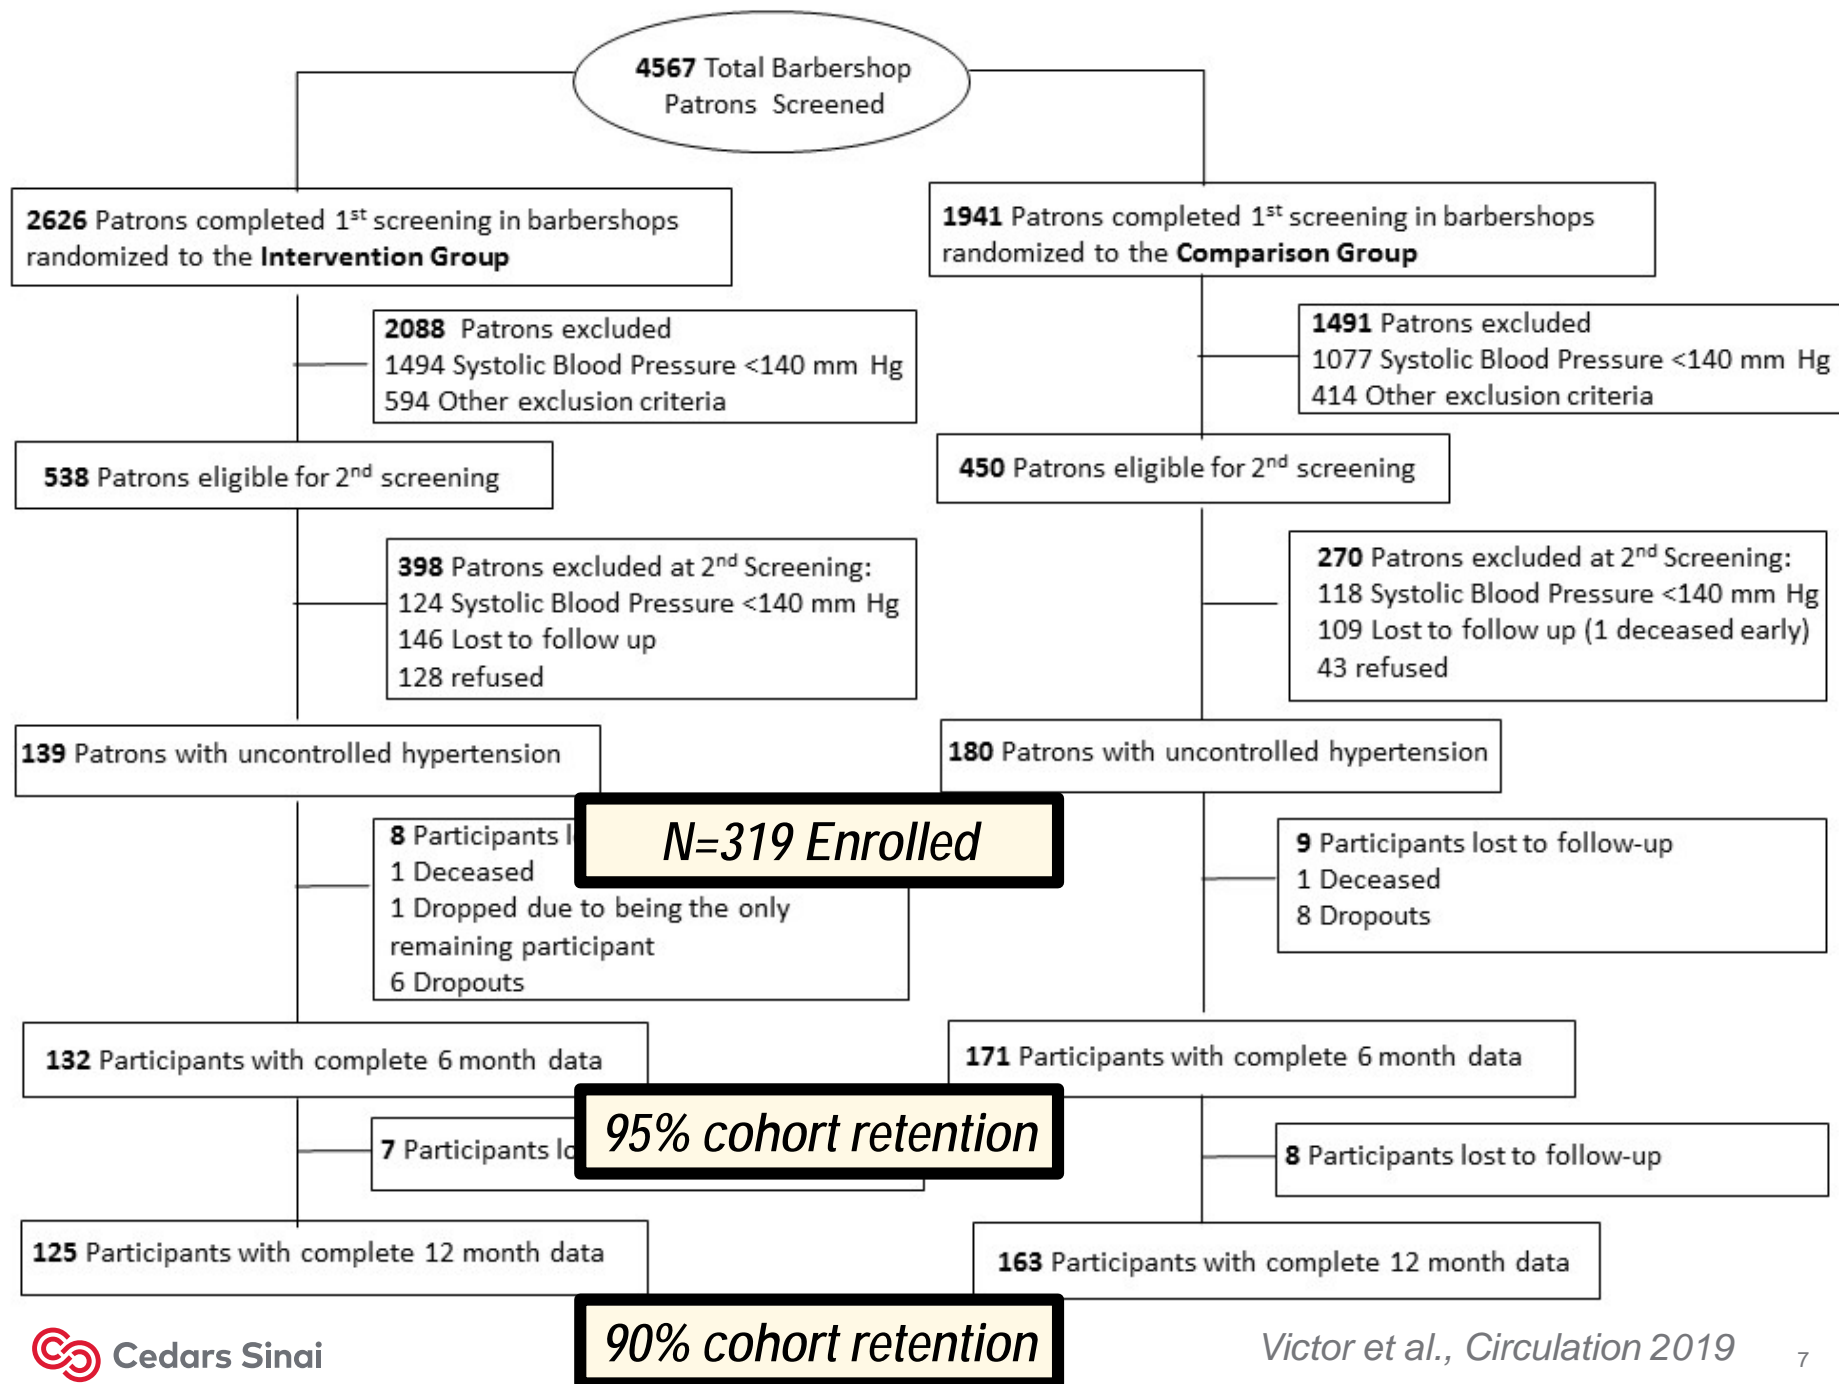 4567 Total Barbershop
Patrons Screened
2626 Patrons completed 1st screening in barbershops
randomized to the Intervention Group
1941 Patrons completed 1st screening in barbershops
randomized to the Comparison Group
2088 Patrons excluded
1494 Systolic Blood Pressure <140 mm Hg
594 Other exclusion criteria
1491 Patrons excluded
1077 Systolic Blood Pressure <140 mm Hg
414 Other exclusion criteria
538 Patrons eligible for 2nd screening
450 Patrons eligible for 2nd screening
398 Patrons excluded at 2nd Screening:
124 Systolic Blood Pressure <140 mm Hg
146 Lost to follow up
128 refused
270 Patrons excluded at 2nd Screening:
118 Systolic Blood Pressure <140 mm Hg
109 Lost to follow up (1 deceased early)
43 refused
139 Patrons with uncontrolled hypertension
180 Patrons with uncontrolled hypertension
N=319 Enrolled
8 Participants
1 Deceased
1 Dropped due to being the only
remaining participant
6 Dropouts
9 Participants lost to follow-up
1 Deceased
8 Dropouts
132 Participants with complete 6 month data
171 Participants with complete 6 month data
95% cohort retention
7 Participants
8 Participants lost to follow-up
125 Participants with complete 12 month data
163 Participants with complete 12 month data
90% cohort retention
Cedars Sinai
Victor et al., Circulation 2019
7